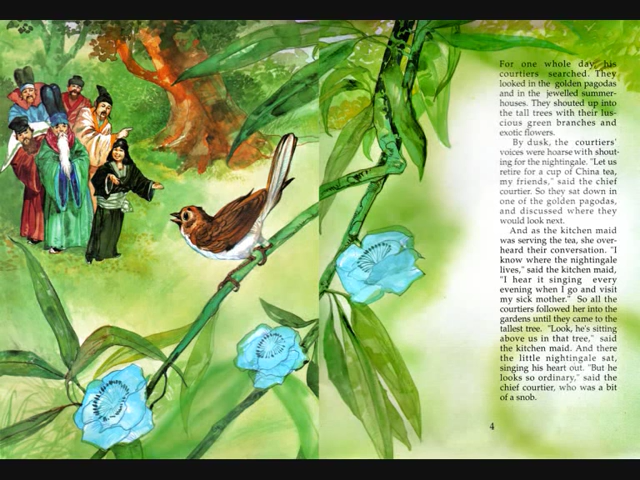 For one whole day, his
courtiers searched. They
looked in the golden pagodas
and in the jewelled summer-
houses. They shouted up into
the tall trees with their lus-
cious green branches and
exotic flowers.
By dusk, the courtiers'
voices were hoarse with shout-
ing for the nightingale. "Let us
retire for a cup of China tea,
my friends," said the chief
courtier. So they sat down in
one of the golden pagodas,
and discussed where they
would look next.
And as the kitchen maid
was serving the tea, she over-
heard their conversation. "I
know where the nightingale
lives," said the kitchen maid,
"I hear it singing every
evening when I go and visit
my sick mother." So all the
courtiers followed her into the
gardens until they came to the
tallest tree. "Look, he's sitting
above us in that tree," said
the kitchen maid. And there
the little nightingale sat,
singing his heart out. "But he
looks so ordinary," said the
chief courtier, who was a bit
of a snob.
4